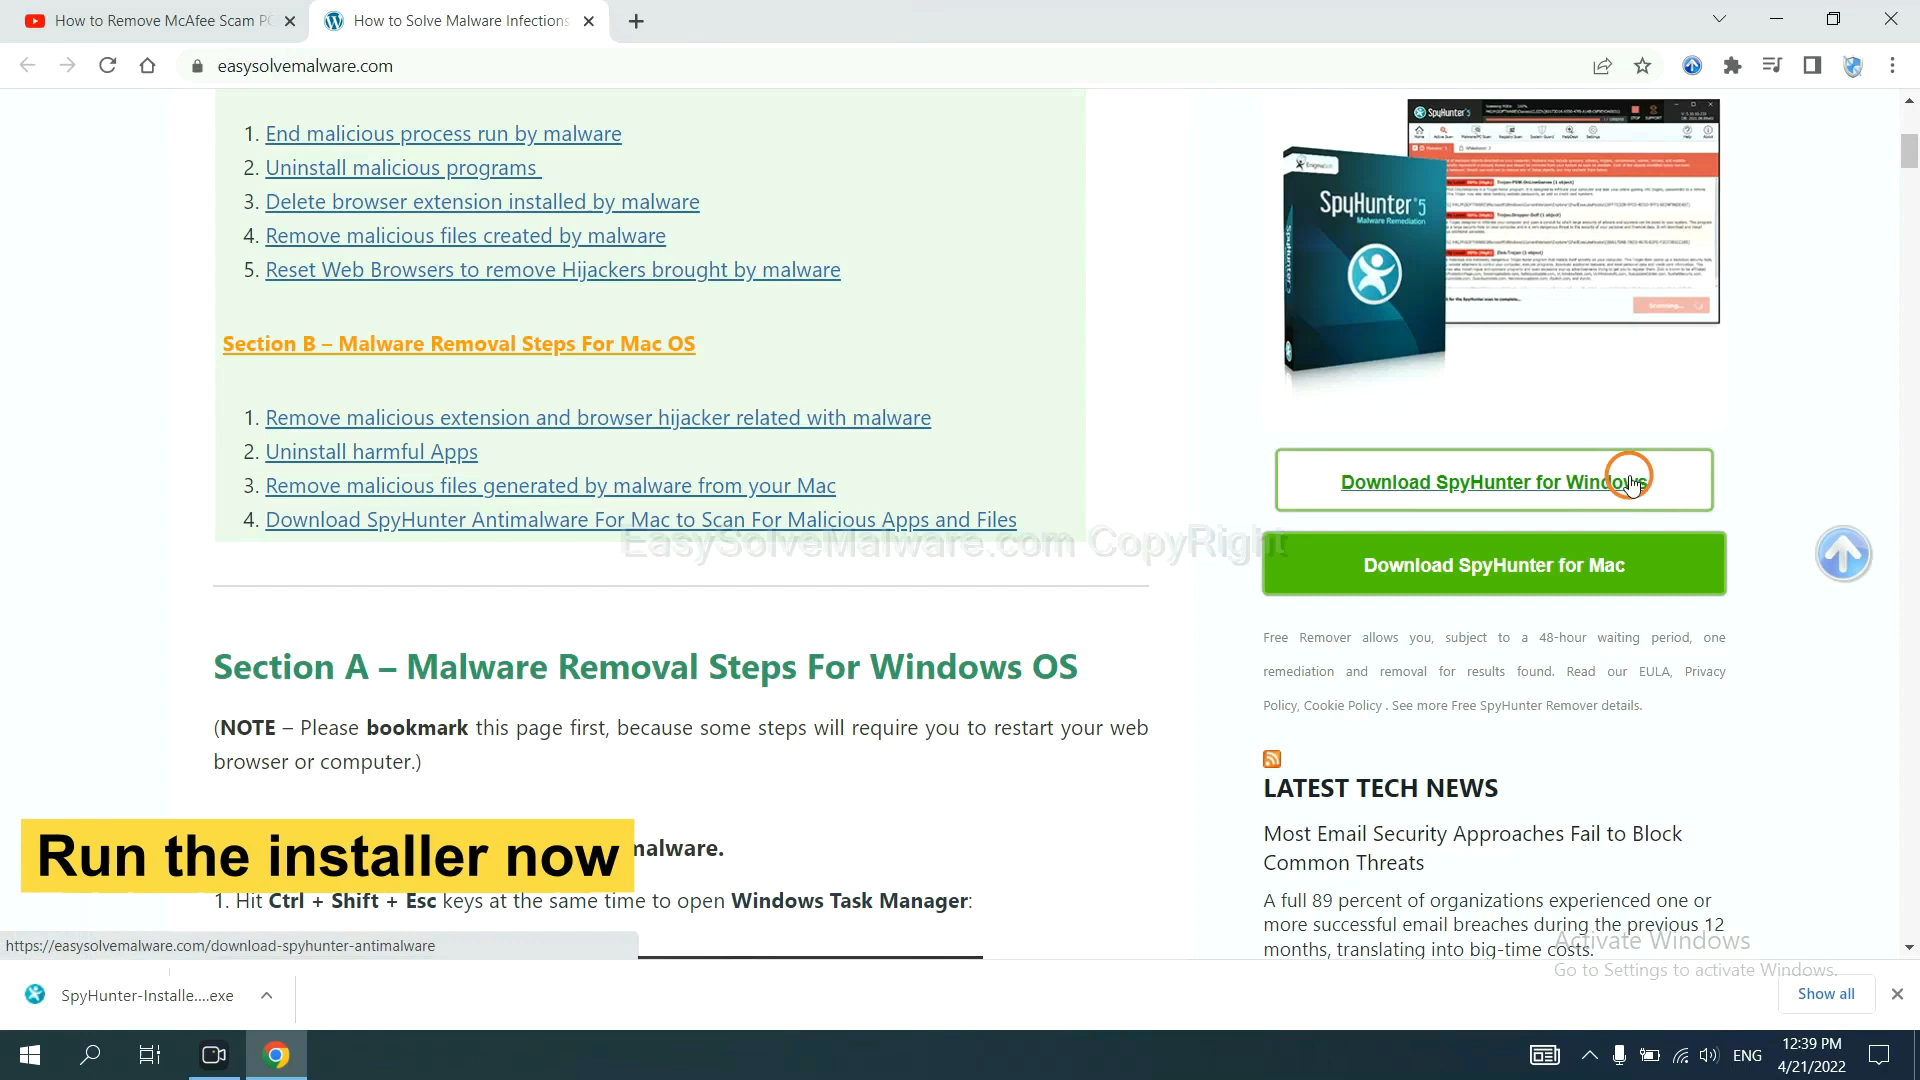 How to Remove McAfee Scam P
How to Solve Malware Infections
easysolvemalware.com
1. End malicious process run by malware
2. Uninstall malicious programs
3. Delete browser extension installed by malware
4. Remove malicious files created by malware
5. Reset Web Browsers to remove Hijackers brought by malware
Section B – Malware Removal Steps For Mac OS
1. Remove malicious extension and browser hijacker related with malware
2. Uninstall harmful Apps
3. Remove malicious files generated by malware from your Mac
4. Download SpyHunter Antimalware For Mac to Scan For Malicious Apps and Files
EasySolveMalware.com CopyRight
Section A – Malware Removal Steps For Windows OS
(NOTE – Please bookmark this page first, because some steps will require you to restart your web
browser or computer.)
Run the installer now
malware.
1. Hit Ctrl + Shift + Esc keys at the same time to open Windows Task Manager:
https://easysolvemalware.com/download-spyhunter-antimalware
SpyHunter 5
EnigmaSoft
SpyHunter 5
Malware Remediation
SpyHunter 5
Download SpyHunter for Windows
Download SpyHunter for Mac
Free Remover allows you, subject to a 48-hour waiting period, one
remediation and removal for results found. Read our EULA, Privacy
Policy, Cookie Policy . See more Free SpyHunter Remover details.
LATEST TECH NEWS
Most Email Security Approaches Fail to Block
Common Threats
A full 89 percent of organizations experienced one or
more successful email breaches during the previous 12
months, translating into big-time costs.
Activate Windows
Go to Settings to activate Windows.
SpyHunter-Installe....exe
Show all
ENG
12:39 PM
4/21/2022